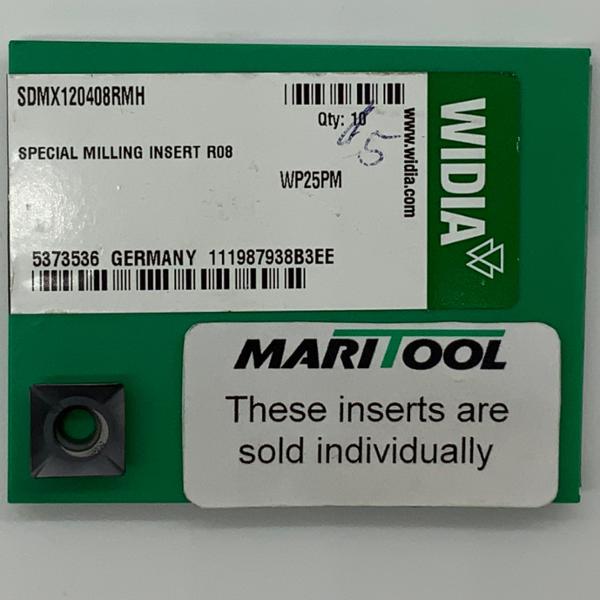 SDMX120408RMH
Qty: 10
5
SPECIAL MILLING INSERT R08
WP25PM
5373536 GERMANY 111987938B3EE
www.widia.com
WIDIA
MARITOOL
These inserts are
sold individually